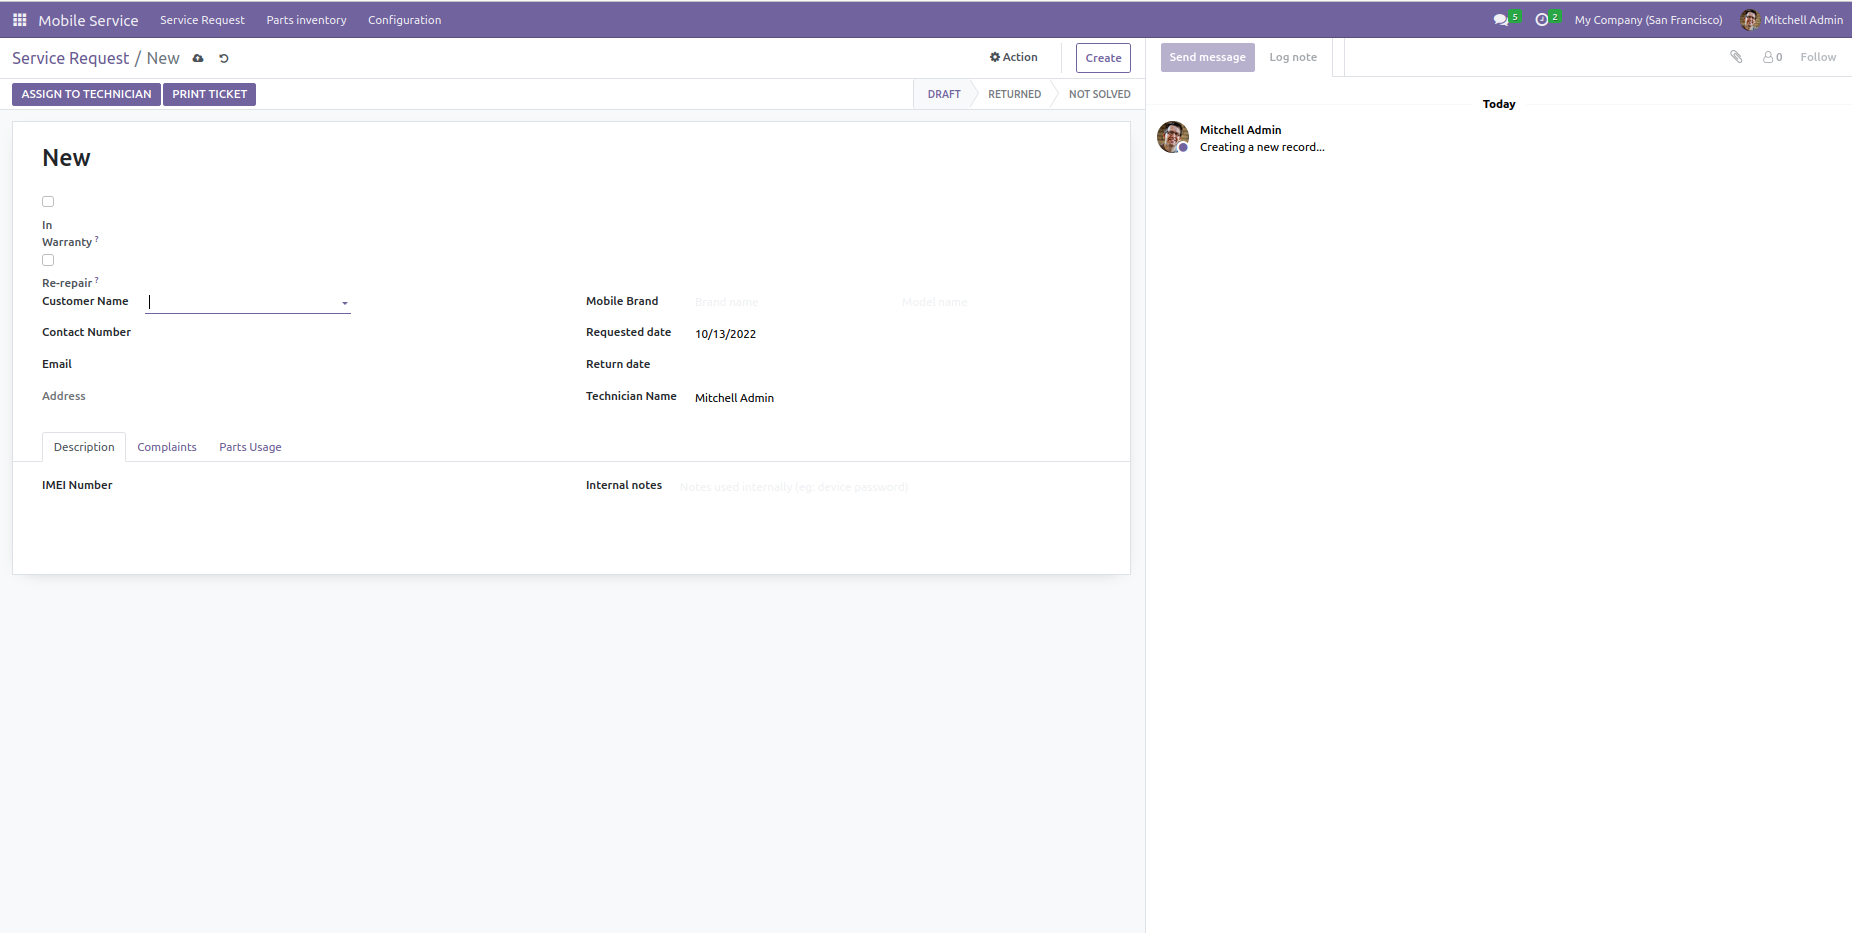 Mobile Service Service Request Parts inventory Configuration 5 2 My Company (San Francisco) Mitchell Admin
Service Request / New Action Create
ASSIGN TO TECHNICIAN PRINT TICKET DRAFT RETURNED NOT SOLVED
New
In
Warranty ?
Re-repair ?
Customer Name
Contact Number
Email
Address
Mobile Brand Brand name Model name
Requested date 10/13/2022
Return date
Technician Name Mitchell Admin
Description Complaints Parts Usage
IMEI Number
Internal notes Notes used internally (eg: device password)
Send message Log note 0 Follow
Today
Mitchell Admin
Creating a new record...